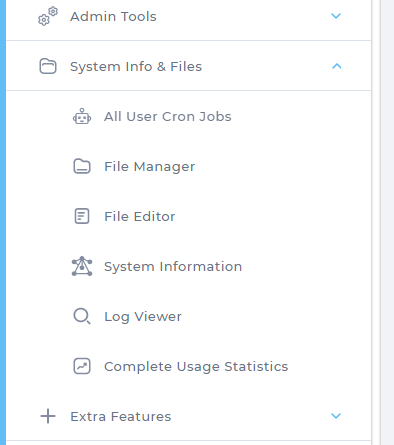 Admin Tools
System Info & Files
All User Cron Jobs
File Manager
File Editor
System Information
Log Viewer
Complete Usage Statistics
Extra Features